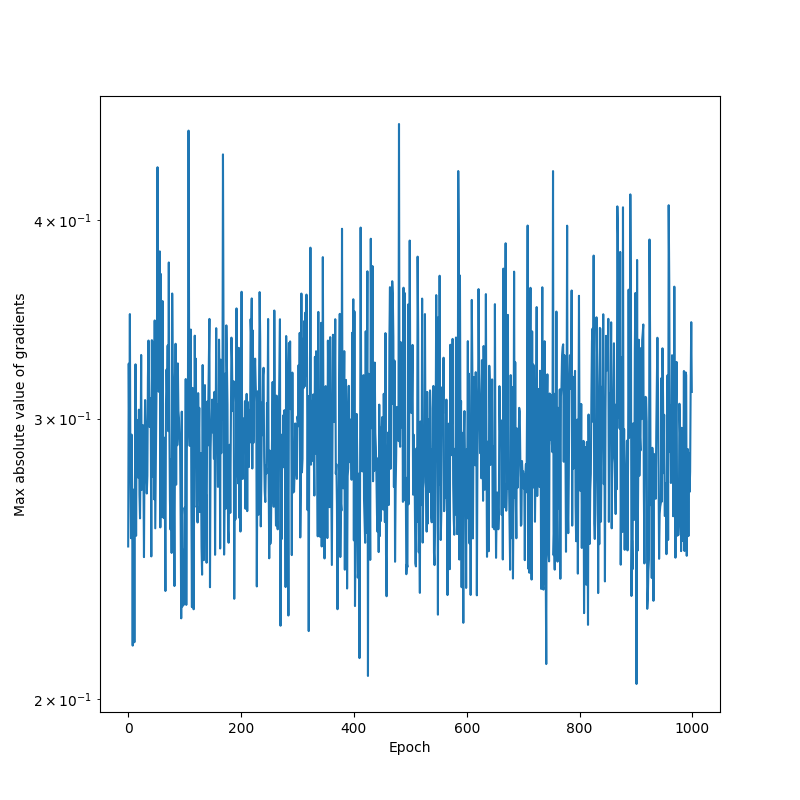 Max absolute value of gradients
4 × 10⁻¹
3 × 10⁻¹
2 × 10⁻¹
0 200 400 600 800 1000
Epoch